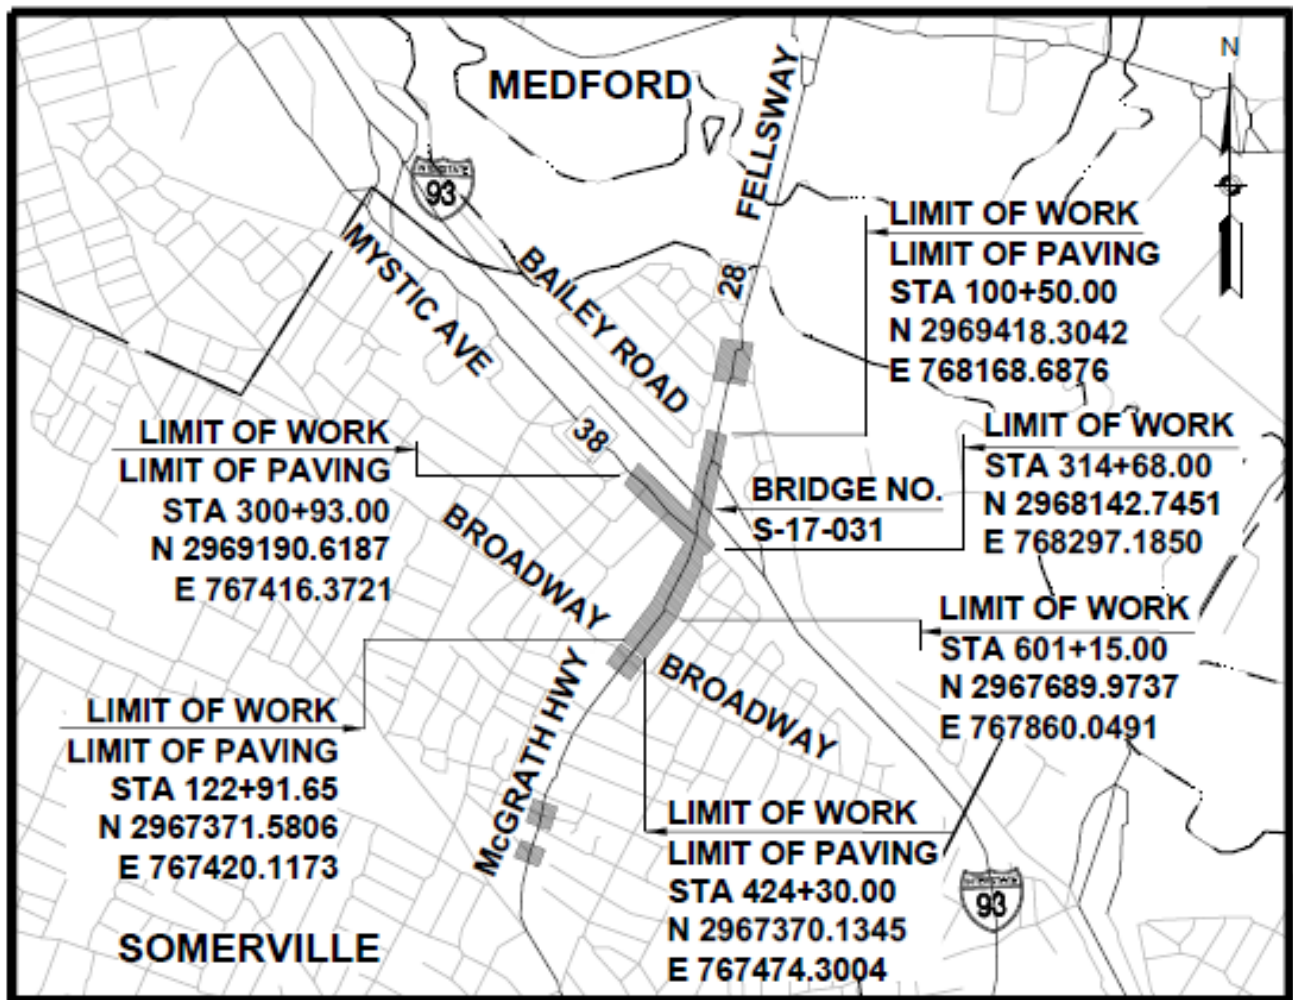 N
MEDFORD
FELLSWAY
INTERSTATE
93
MYSTIC AVE
BAILEY ROAD
28
LIMIT OF WORK
LIMIT OF PAVING
STA 100+50.00
N 2969418.3042
E 768168.6876
38
LIMIT OF WORK
LIMIT OF PAVING
STA 300+93.00
N 2969190.6187
E 767416.3721
LIMIT OF WORK
STA 314+68.00
N 2968142.7451
E 768297.1850
BRIDGE NO.
S-17-031
BROADWAY
LIMIT OF WORK
STA 601+15.00
N 2967689.9737
E 767860.0491
BROADWAY
McGRATH HWY
LIMIT OF WORK
LIMIT OF PAVING
STA 122+91.65
N 2967371.5806
E 767420.1173
LIMIT OF WORK
LIMIT OF PAVING
STA 424+30.00
N 2967370.1345
E 767474.3004
INTERSTATE
93
SOMERVILLE